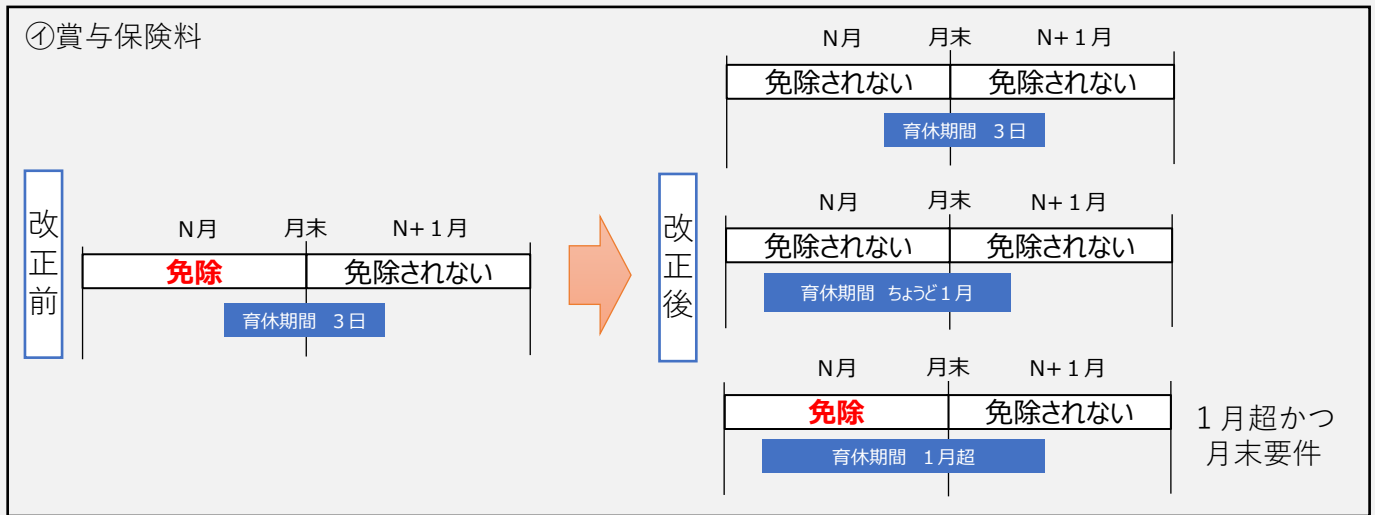 ㋑賞与保険料
改正前
N月 月末 N+１月
免除 免除されない
育休期間 ３日
改正後
N月 月末 N+１月
免除されない 免除されない
育休期間 ３日
N月 月末 N+１月
免除されない 免除されない
育休期間 ちょうど１月
N月 月末 N+１月
免除 免除されない
育休期間 １月超
１月超かつ
月末要件